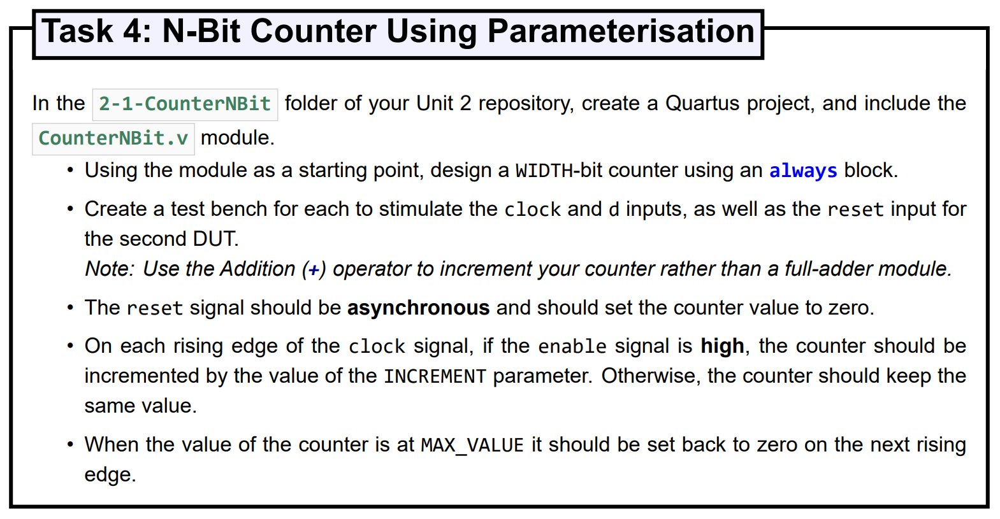 Task 4: N-Bit Counter Using Parameterisation
In the 2-1-CounterNBit folder of your Unit 2 repository, create a Quartus project, and include the
CounterNBit.v module.
• Using the module as a starting point, design a WIDTH-bit counter using an always block.
• Create a test bench for each to stimulate the clock and d inputs, as well as the reset input for
the second DUT.
Note: Use the Addition (+) operator to increment your counter rather than a full-adder module.
• The reset signal should be asynchronous and should set the counter value to zero.
• On each rising edge of the clock signal, if the enable signal is high, the counter should be
incremented by the value of the INCREMENT parameter. Otherwise, the counter should keep the
same value.
• When the value of the counter is at MAX_VALUE it should be set back to zero on the next rising
edge.